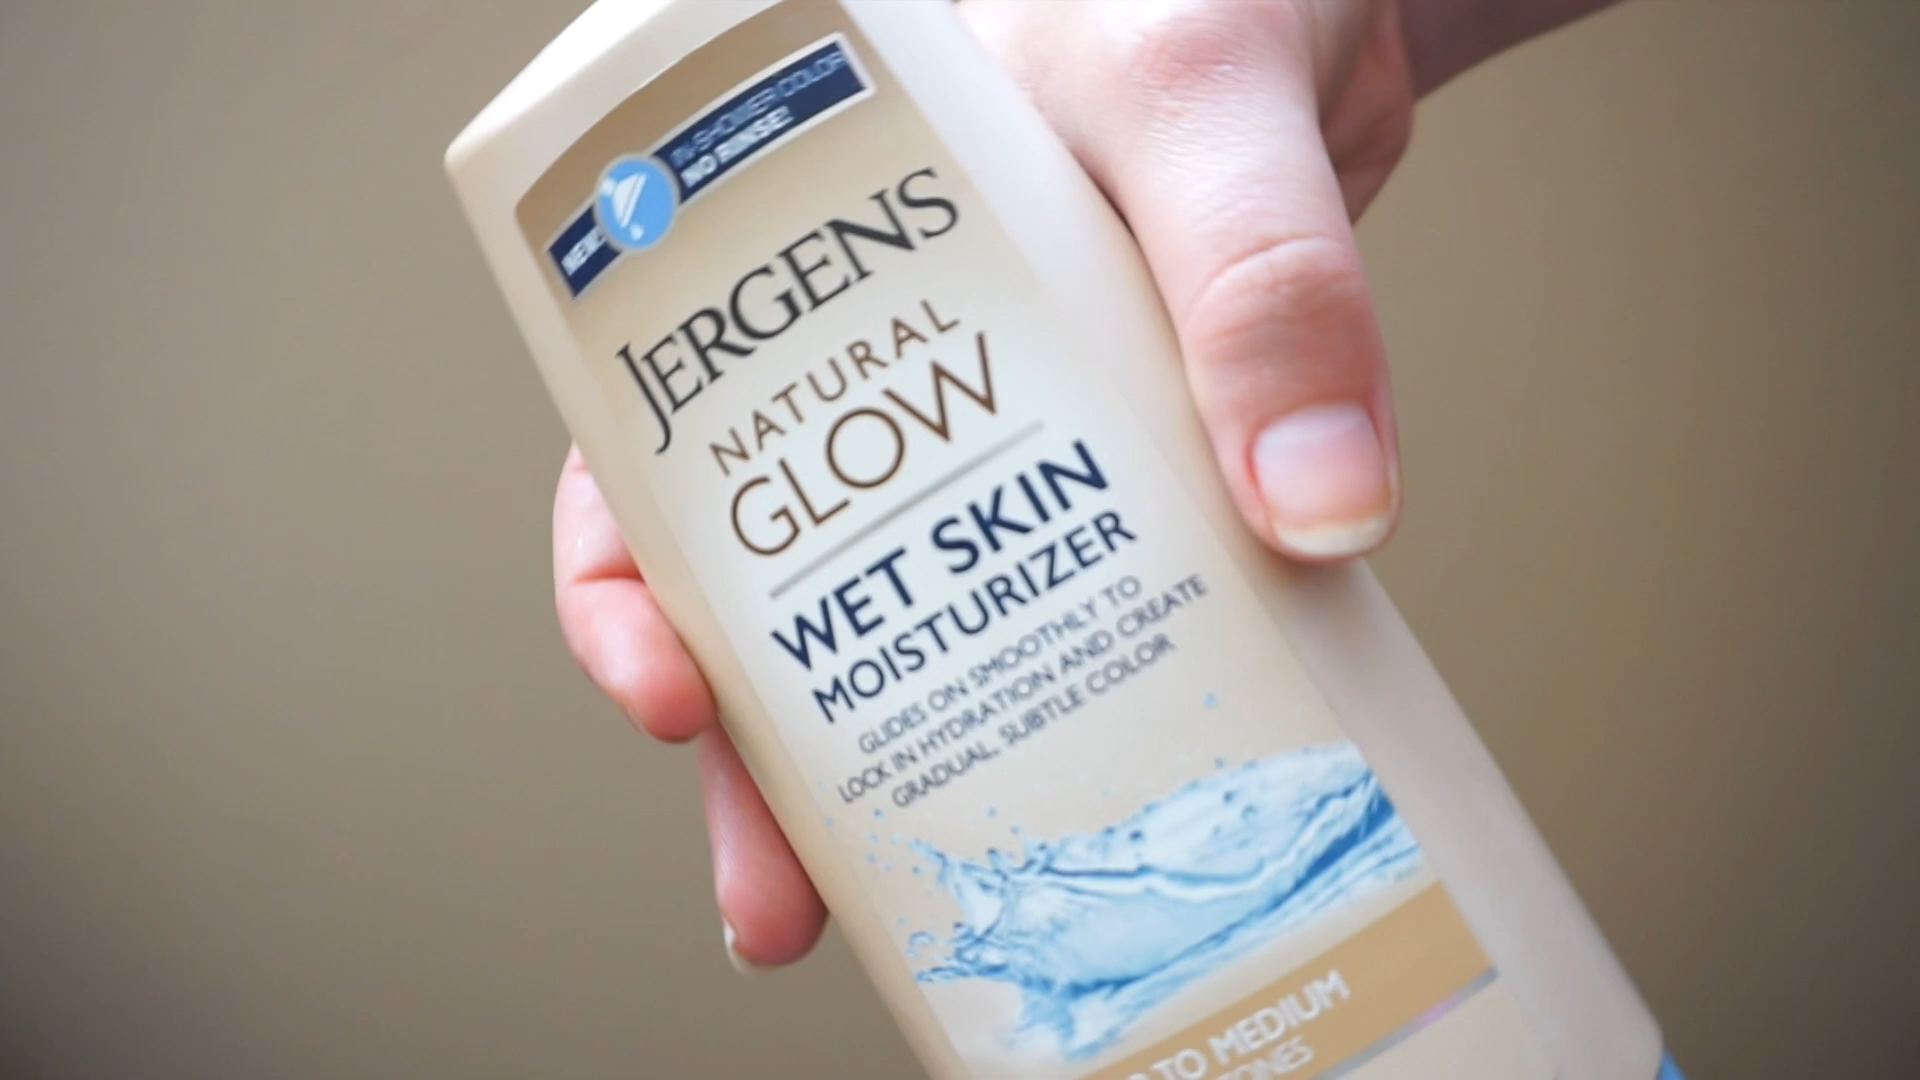 NEW!
IN-SHOWER COLOR
NO RINSE!
JERGENS
NATURAL
GLOW
WET SKIN
MOISTURIZER
GLIDES ON SMOOTHLY TO
LOCK IN HYDRATION AND CREATE
GRADUAL, SUBTLE COLOR
TO MEDIUM
TONES